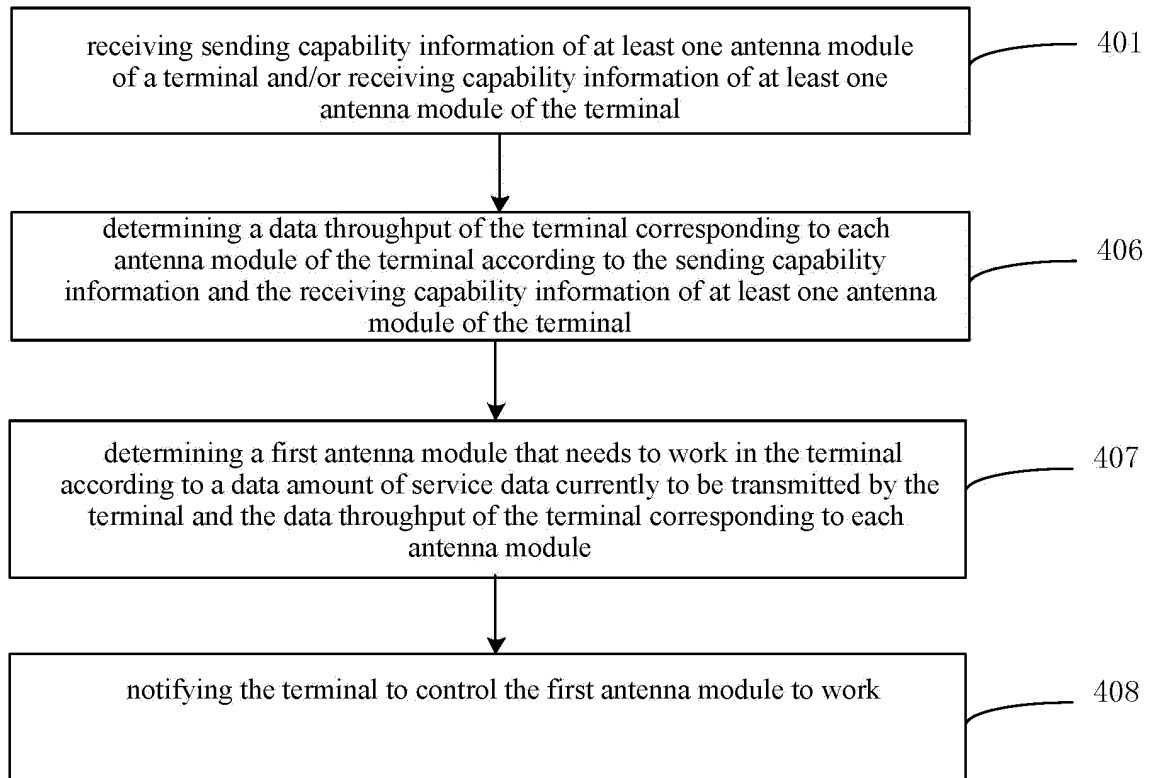 receiving sending capability information of at least one antenna module
of a terminal and/or receiving capability information of at least one
antenna module of the terminal
401
determining a data throughput of the terminal corresponding to each
antenna module of the terminal according to the sending capability
information and the receiving capability information of at least one antenna
module of the terminal
406
determining a first antenna module that needs to work in the terminal
according to a data amount of service data currently to be transmitted by the
terminal and the data throughput of the terminal corresponding to each
antenna module
407
notifying the terminal to control the first antenna module to work
408